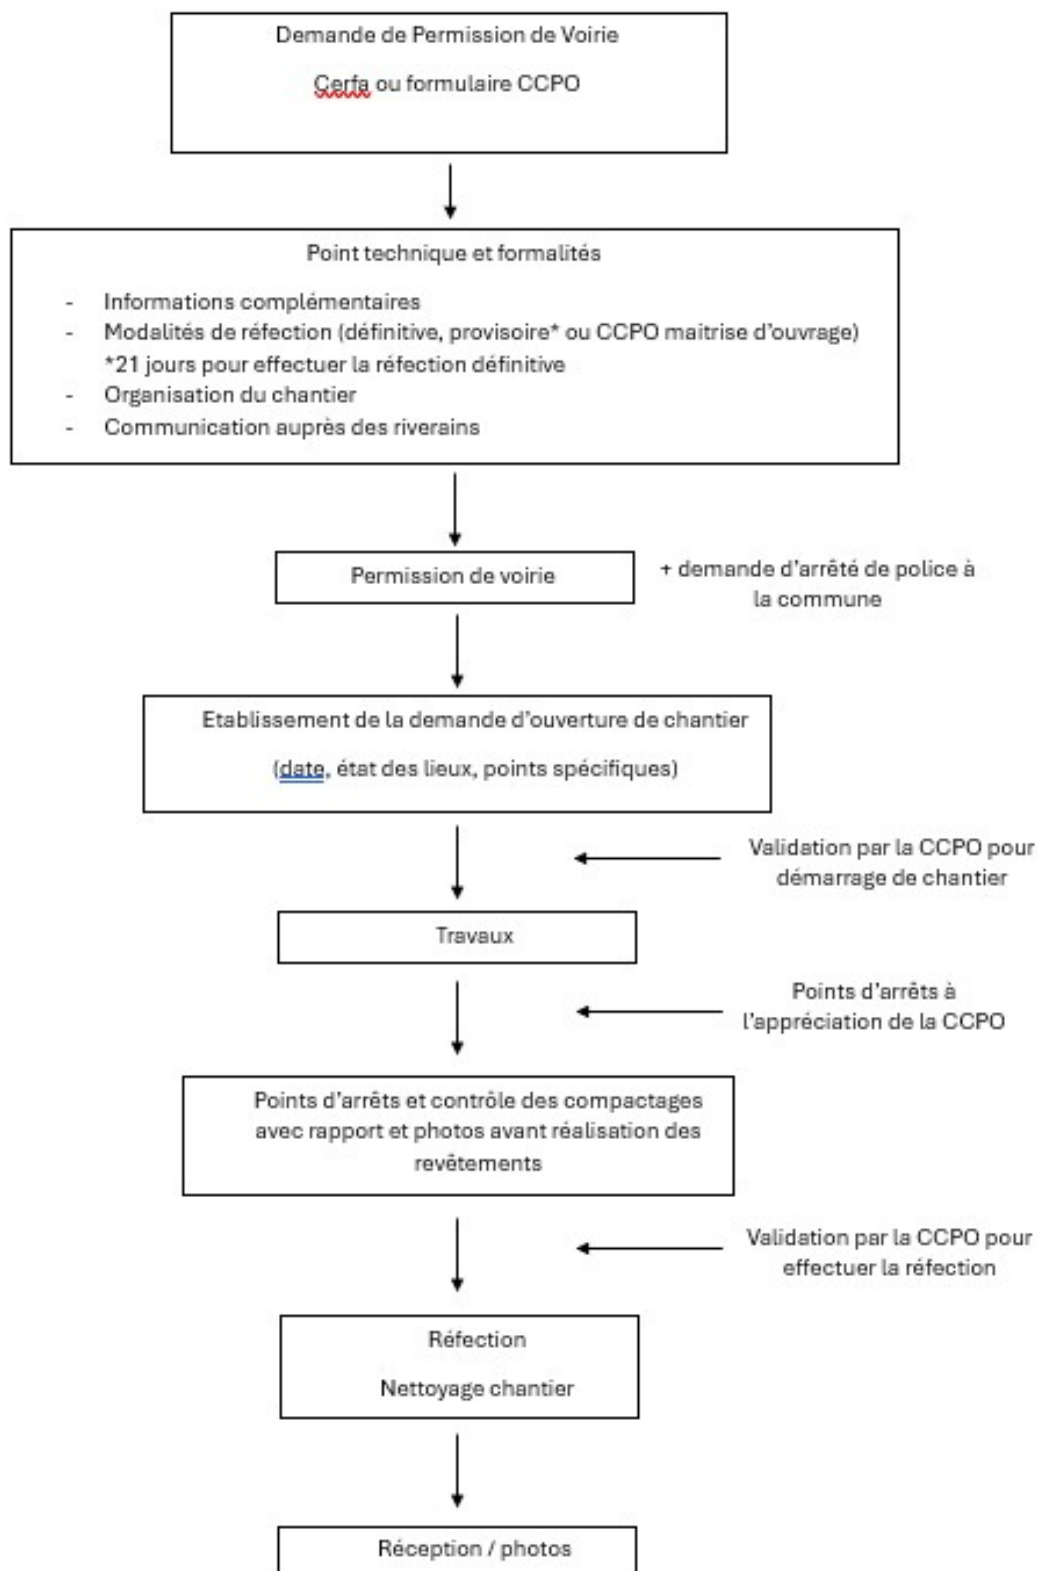 Demande de Permission de Voirie
Cerfa ou formulaire CCPO
Point technique et formalités
- Informations complémentaires
- Modalités de réfection (définitive, provisoire* ou CCPO maitrise d'ouvrage)
*21 jours pour effectuer la réfection définitive
- Organisation du chantier
- Communication auprès des riverains
Permission de voirie
+ demande d'arrêté de police à
la commune
Etablissement de la demande d'ouverture de chantier
(date, état des lieux, points spécifiques)
Validation par la CCPO pour
démarrage de chantier
Travaux
Points d'arrêts à
l'appréciation de la CCPO
Points d'arrêts et contrôle des compactages
avec rapport et photos avant réalisation des
revêtements
Validation par la CCPO pour
effectuer la réfection
Réfection
Nettoyage chantier
Réception / photos